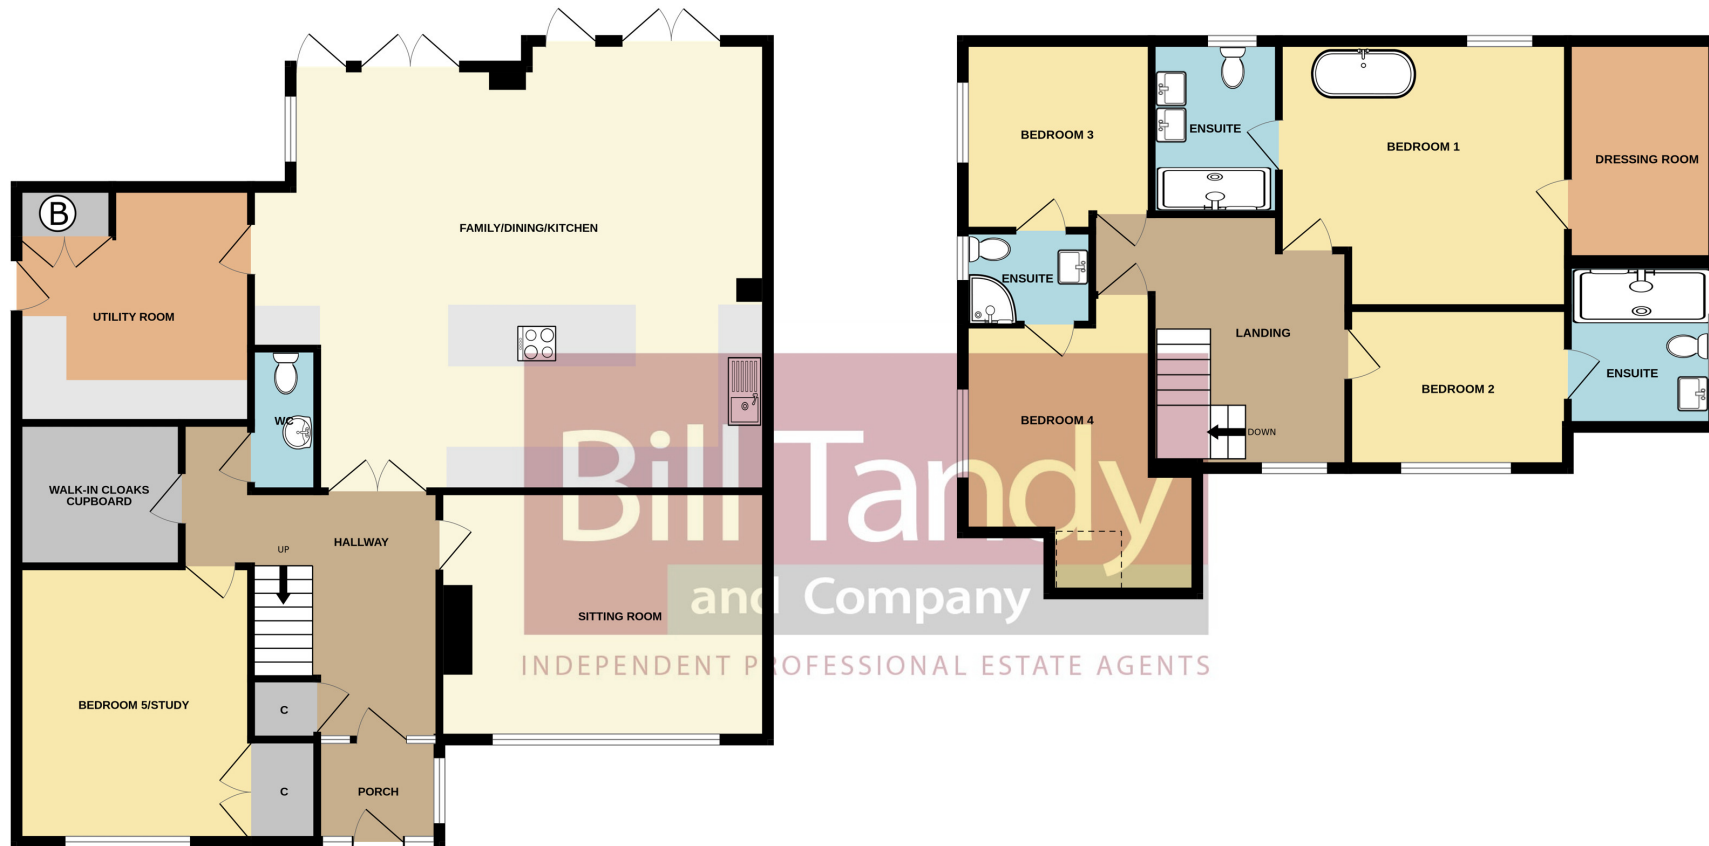 B
FAMILY/DINING/KITCHEN
UTILITY ROOM
WC
WALK-IN CLOAKS
CUPBOARD
HALLWAY
UP
SITTING ROOM
BEDROOM 5/STUDY
C
C
PORCH
BEDROOM 3
ENSUITE
BEDROOM 1
DRESSING ROOM
ENSUITE
LANDING
ENSUITE
BEDROOM 2
BEDROOM 4
DOWN
Bill Tandy
and Company
INDEPENDENT PROFESSIONAL ESTATE AGENTS